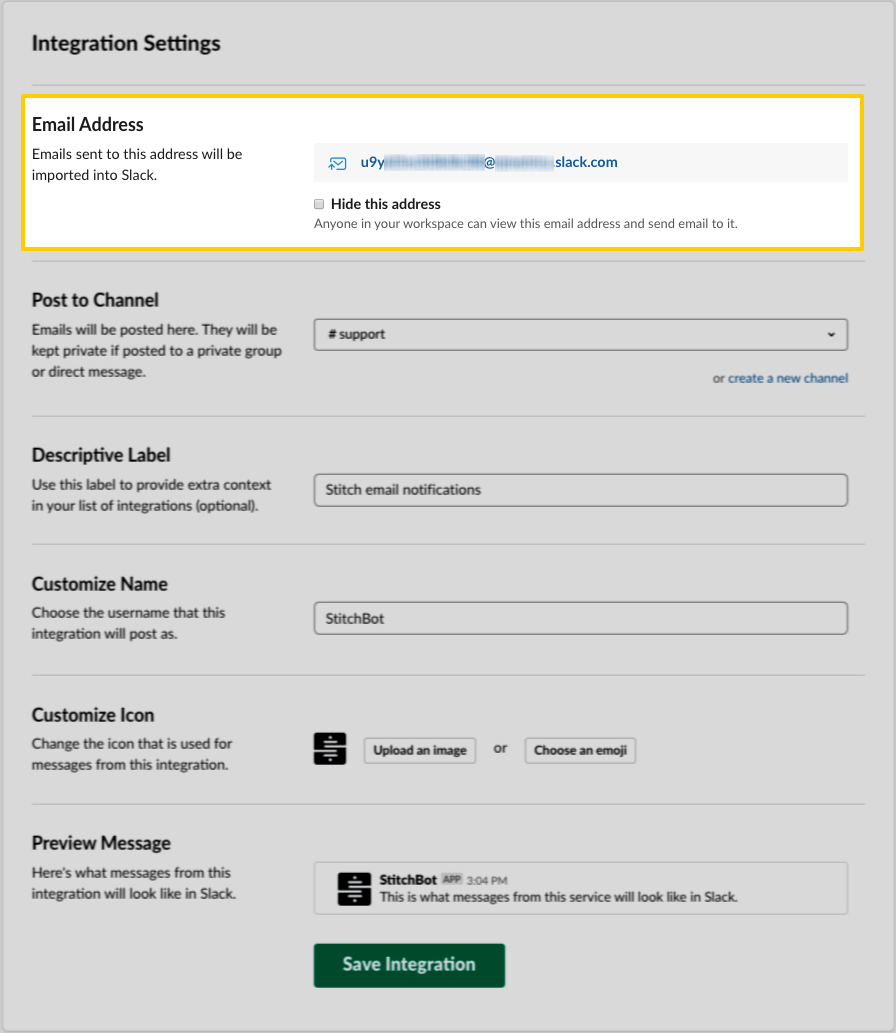 Integration Settings
Email Address
Emails sent to this address will be
imported into Slack.
u9y @ slack.com
Hide this address
Anyone in your workspace can view this email address and send email to it.
Post to Channel
Emails will be posted here. They will be
kept private if posted to a private group
or direct message.
# support
or create a new channel
Descriptive Label
Use this label to provide extra context
in your list of integrations (optional).
Stitch email notifications
Customize Name
Choose the username that this
integration will post as.
StitchBot
Customize Icon
Change the icon that is used for
messages from this integration.
Upload an image or Choose an emoji
Preview Message
Here's what messages from this
integration will look like in Slack.
StitchBot APP 3:04 PM
This is what messages from this service will look like in Slack.
Save Integration